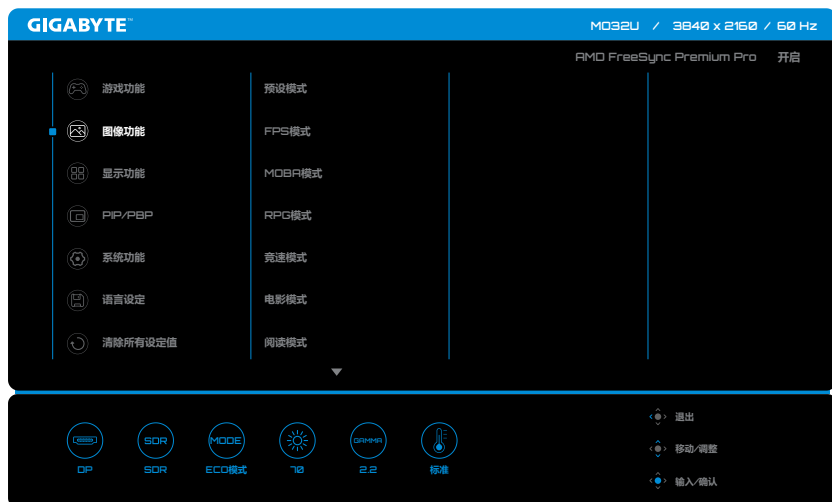 GIGABYTE™
MO32U / 3840 x 2160 / 60 Hz
AMD FreeSync Premium Pro 开启
游戏功能
图像功能
显示功能
PIP/PBP
系统功能
语言设定
清除所有设定值
预设模式
FPS模式
MOBA模式
RPG模式
竞速模式
电影模式
阅读模式
SDR
MODE
GAMMA
DP
SDR
ECO模式
70
2.2
标准
退出
移动/调整
输入/确认